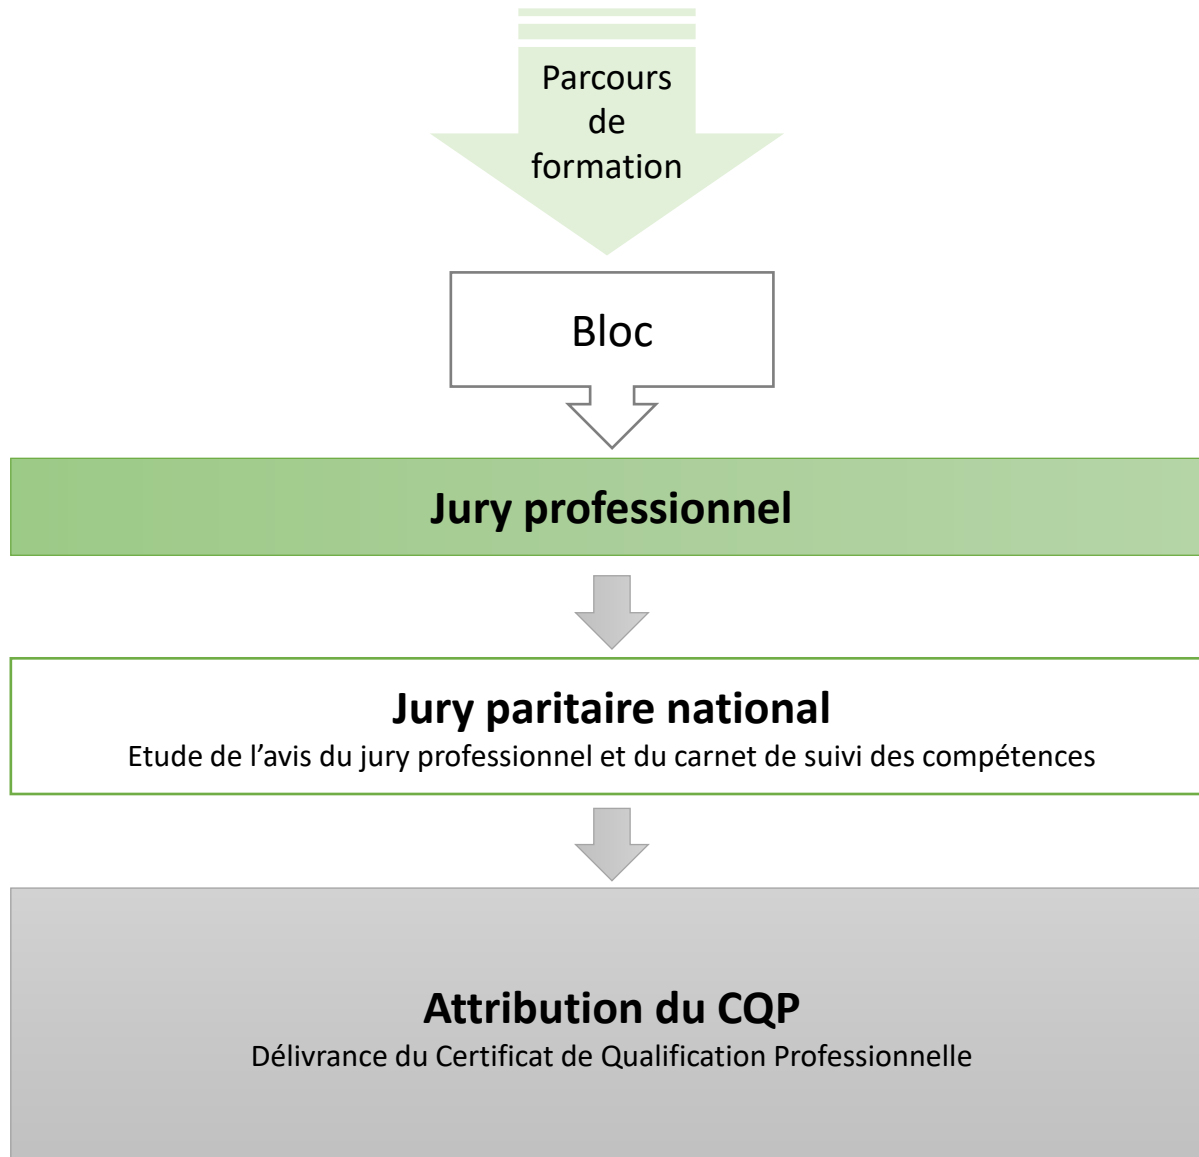 Parcours
de
formation
Bloc
Jury professionnel
Jury paritaire national
Etude de l’avis du jury professionnel et du carnet de suivi des compétences
Attribution du CQP
Délivrance du Certificat de Qualification Professionnelle